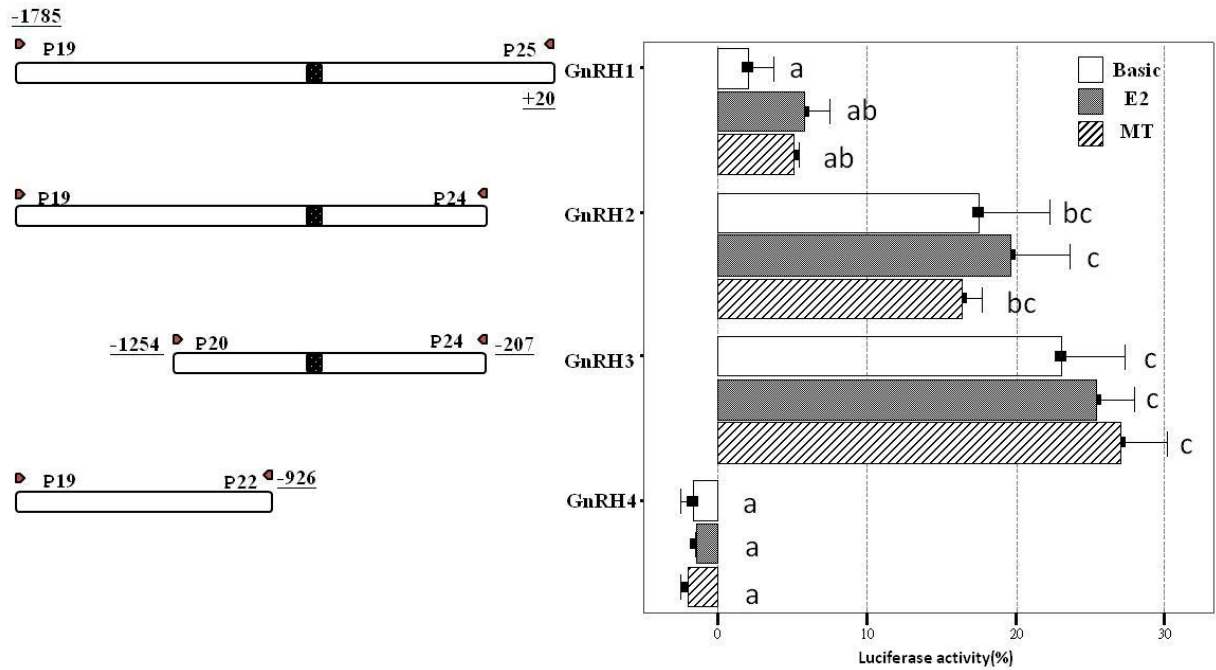 -1785
P19 P25
+20
GnRH1
a
ab
ab
Basic
E2
MT
P19 P24
GnRH2
bc
c
bc
-1254 P20 P24 -207
GnRH3
c
c
c
P19 P22 -926
GnRH4
a
a
a
0 10 20 30
Luciferase activity(%)